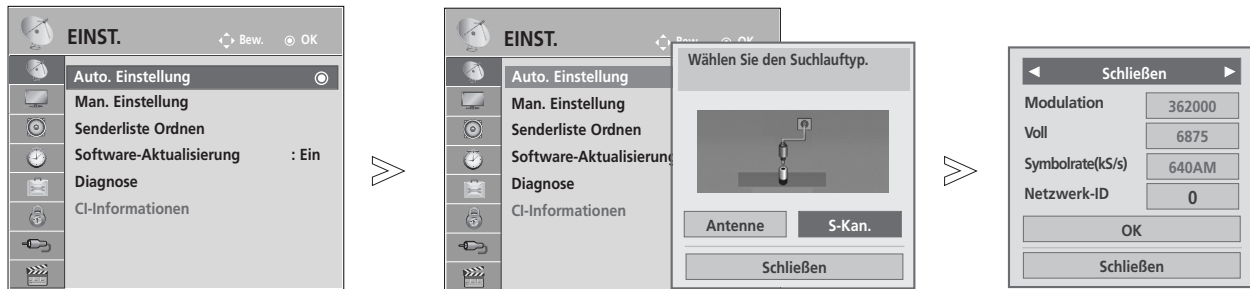 EINST.
Bew.
OK
Auto. Einstellung
Man. Einstellung
Senderliste Ordnen
Software-Aktualisierung : Ein
Diagnose
CI-Informationen
EINST.
Bew.
OK
Auto. Einstellung
Man. Einstellung
Senderliste Ordnen
Software-Aktualisierung
Diagnose
CI-Informationen
Wählen Sie den Suchlauftyp.
Antenne
S-Kan.
Schließen
Schließen
Modulation 362000
Voll 6875
Symbolrate(kS/s) 640AM
Netzwerk-ID 0
OK
Schließen